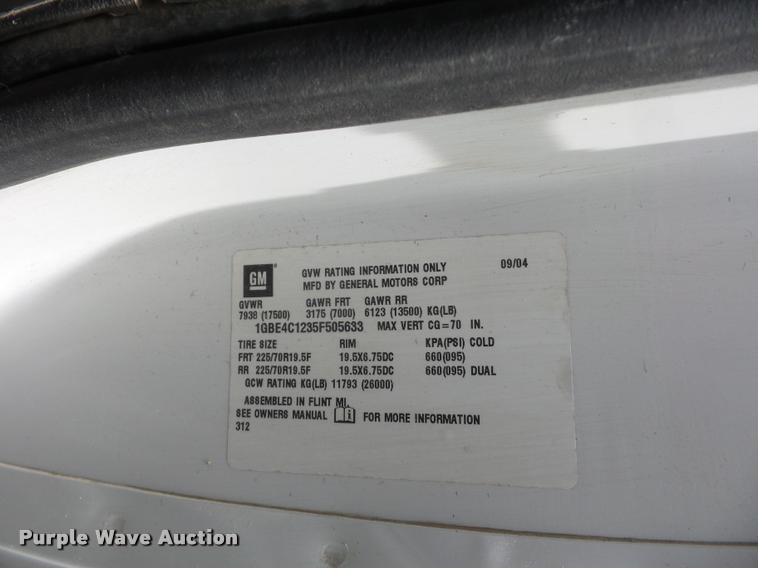 GM®
GVW RATING INFORMATION ONLY 09/04
MFD BY GENERAL MOTORS CORP
GVWR GAWR FRT GAWR RR
7938 (17500) 3175 (7000) 6123 (13500) KG(LB)
1GBE4C1235F505633 MAX VERT CG=70 IN.
TIRE SIZE RIM KPA(PSI) COLD
FRT 225/70R19.5F 19.5X6.75DC 660(095)
RR 225/70R19.5F 19.5X6.75DC 660(095) DUAL
GCW RATING KG(LB) 11793 (26000)
ASSEMBLED IN FLINT MI.
SEE OWNERS MANUAL FOR MORE INFORMATION
312
Purple Wave Auction